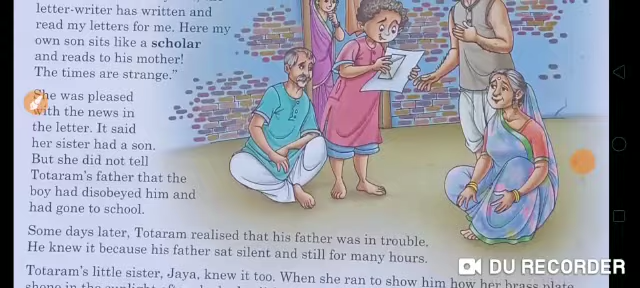 letter-writer has written and
read my letters for me. Here my
own son sits like a scholar
and reads to his mother!
The times are strange."
She was pleased
with the news in
the letter. It said
her sister had a son.
But she did not tell
Totaram's father that the
boy had disobeyed him and
had gone to school.
Some days later, Totaram realised that his father was in trouble.
He knew it because his father sat silent and still for many hours.
Totaram's little sister, Jaya, knew it too. When she ran to show him how her brass plate
shone in the sunlight after
DU RECORDER